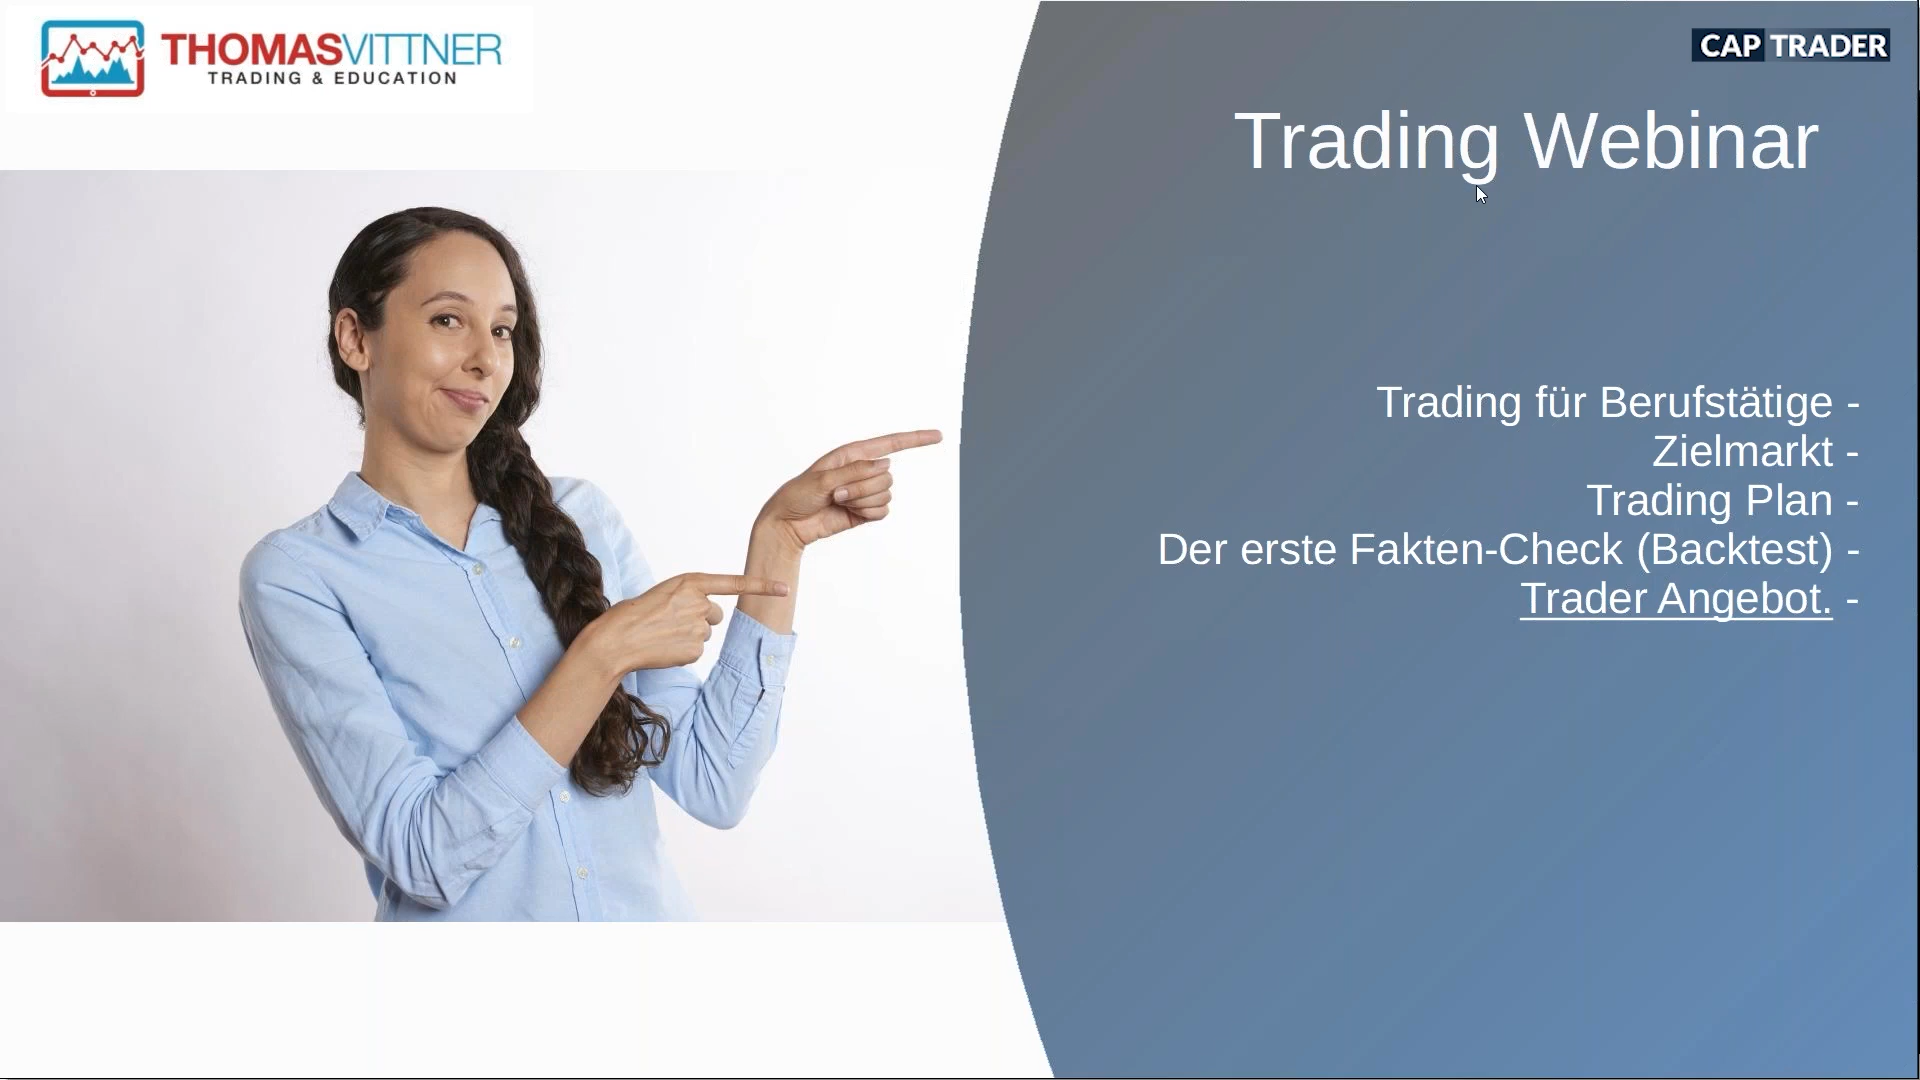 THOMASVITTNER
TRADING & EDUCATION
CAP TRADER
Trading Webinar
Trading für Berufstätige -
Zielmarkt -
Trading Plan -
Der erste Fakten-Check (Backtest) -
Trader Angebot. -